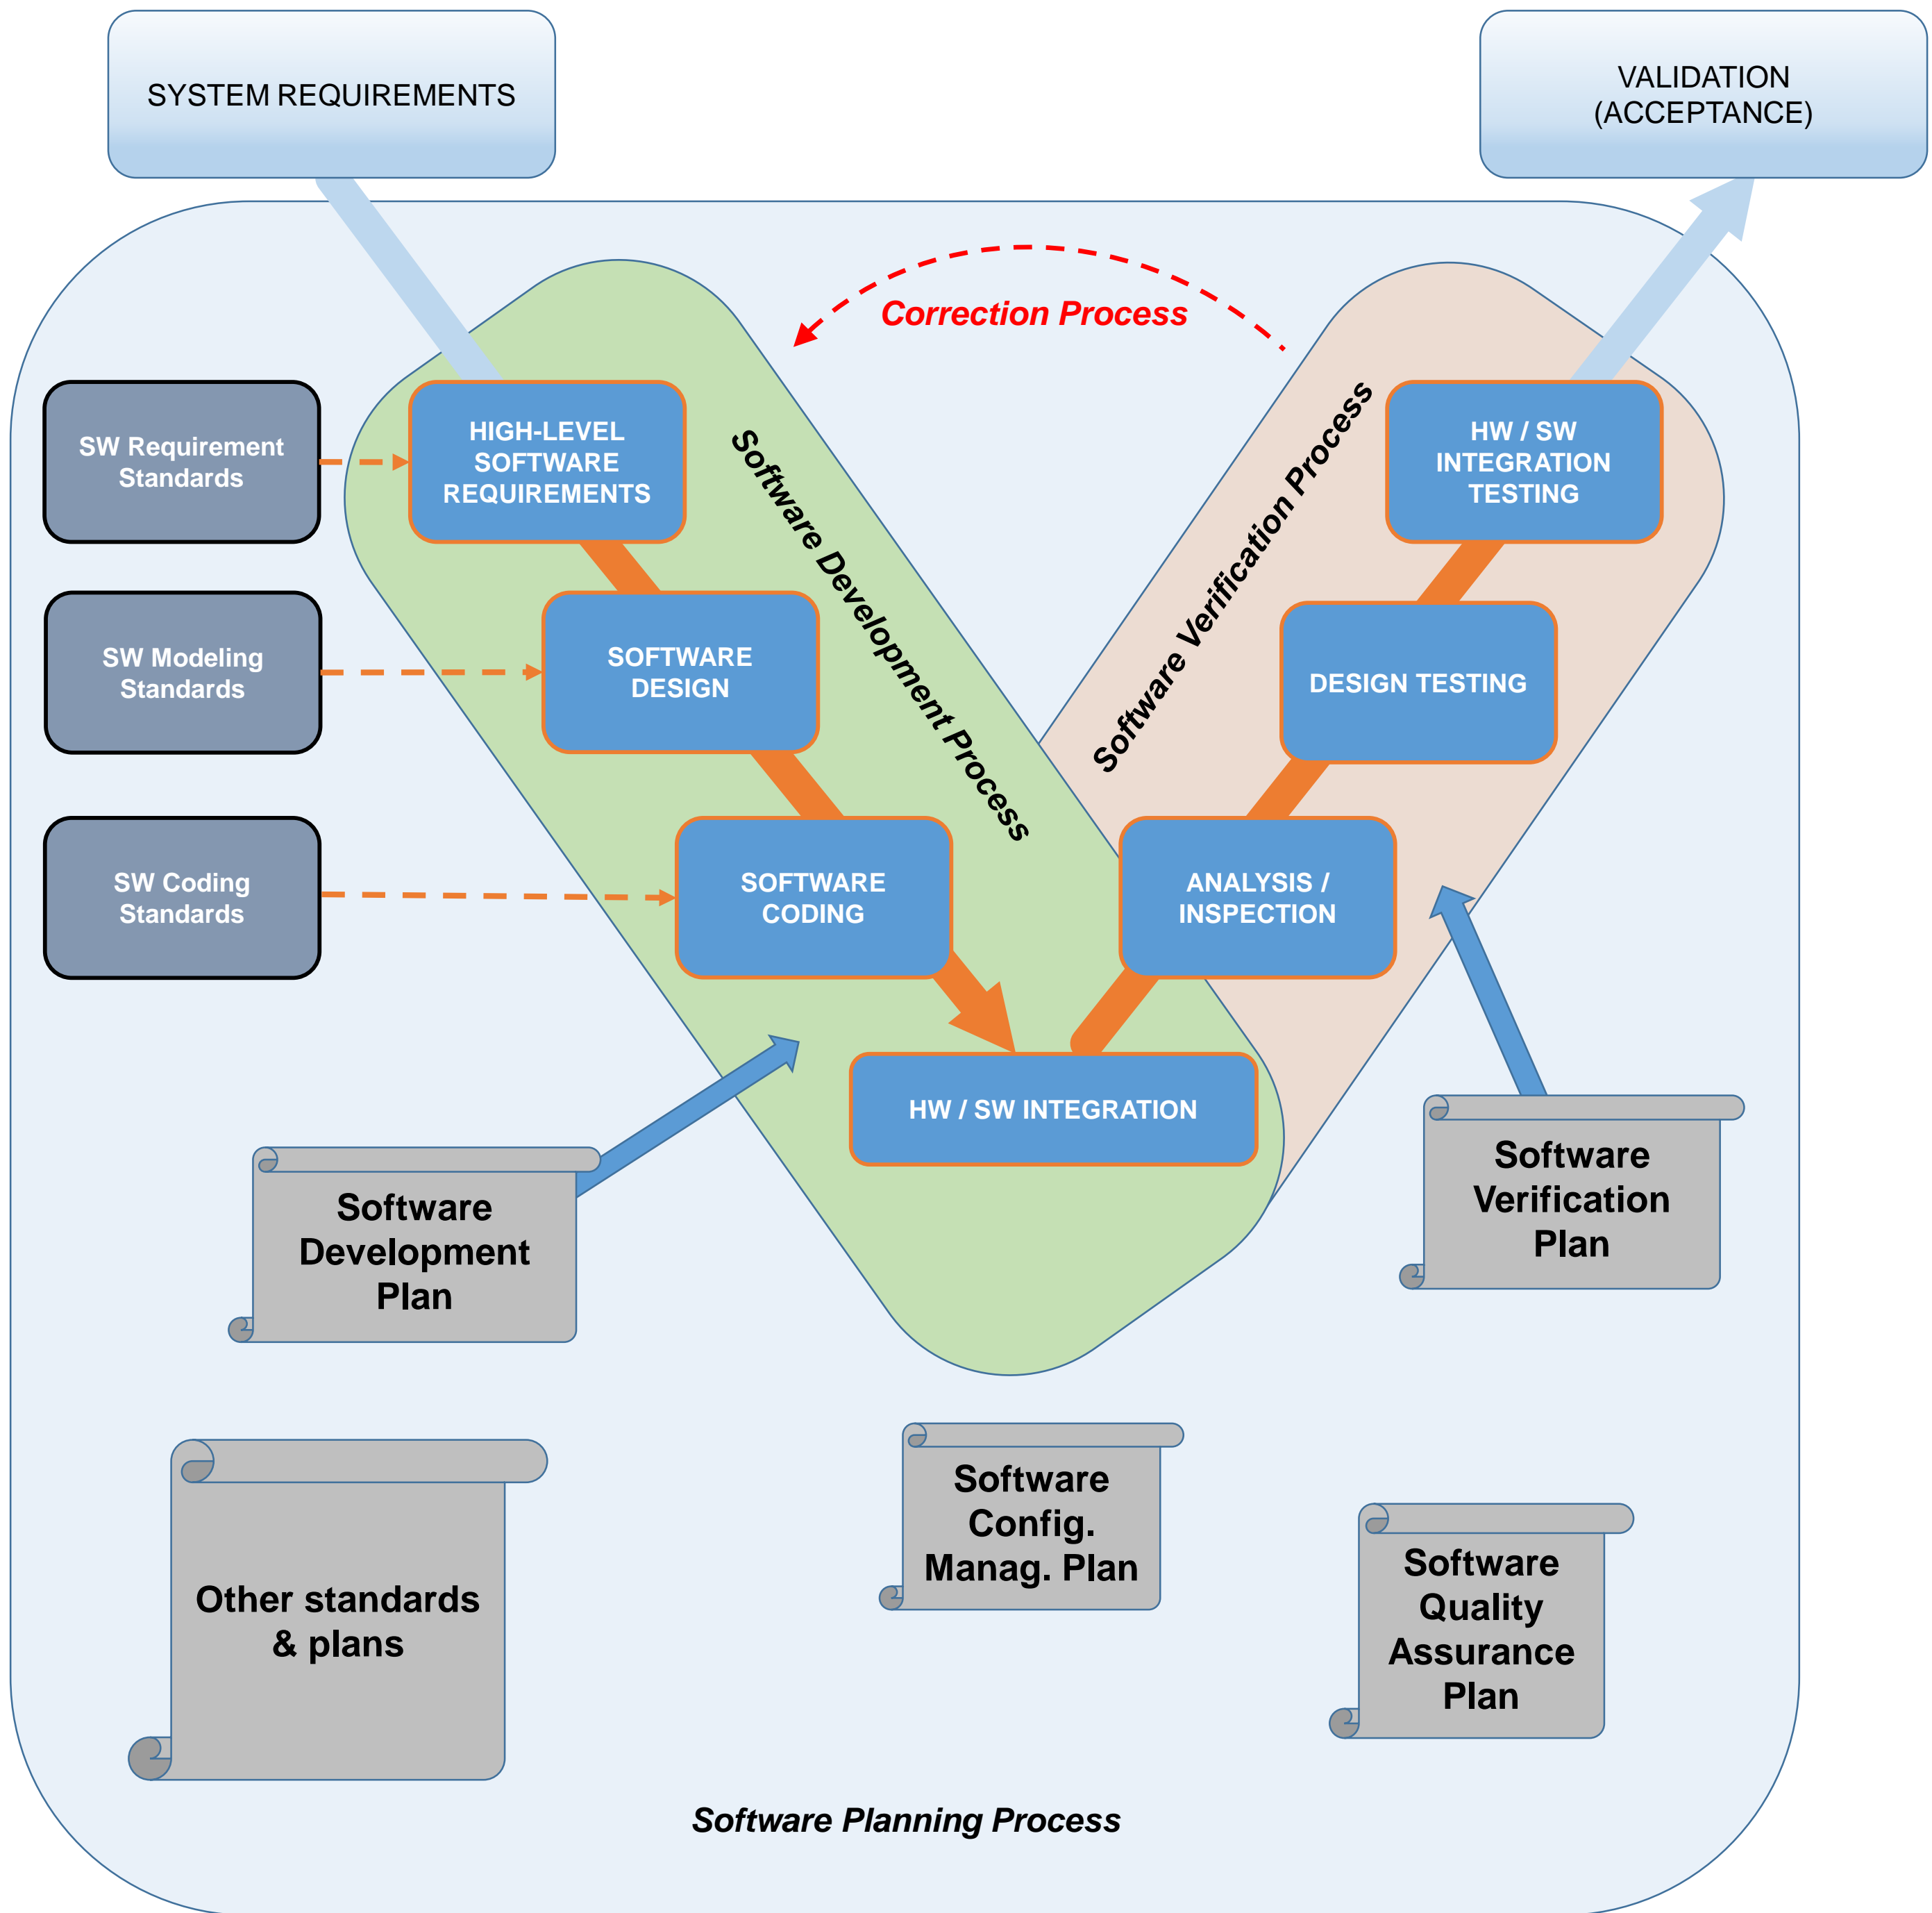 SYSTEM REQUIREMENTS
VALIDATION
(ACCEPTANCE)
Correction Process
SW Requirement
Standards
HIGH-LEVEL
SOFTWARE
REQUIREMENTS
Software Development Process
Software Verification Process
HW / SW
INTEGRATION
TESTING
SW Modeling
Standards
SOFTWARE
DESIGN
DESIGN TESTING
SW Coding
Standards
SOFTWARE
CODING
ANALYSIS /
INSPECTION
HW / SW INTEGRATION
Software
Development
Plan
Software
Verification
Plan
Other standards
& plans
Software
Config.
Manag. Plan
Software
Quality
Assurance
Plan
Software Planning Process